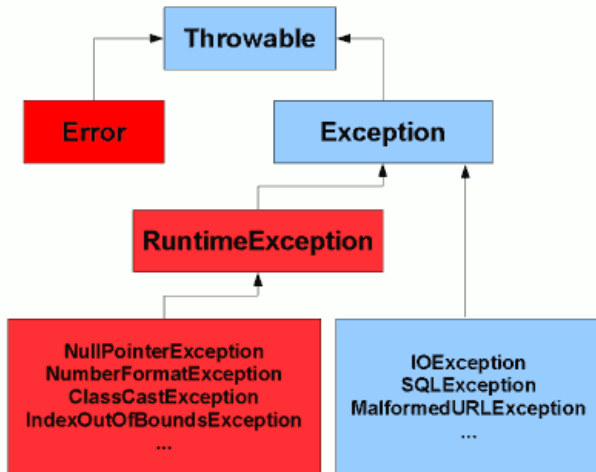 Throwable
Error
Exception
RuntimeException
NullPointerException
NumberFormatException
ClassCastException
IndexOutOfBoundsException
...
IOException
SQLException
MalformedURLException
...